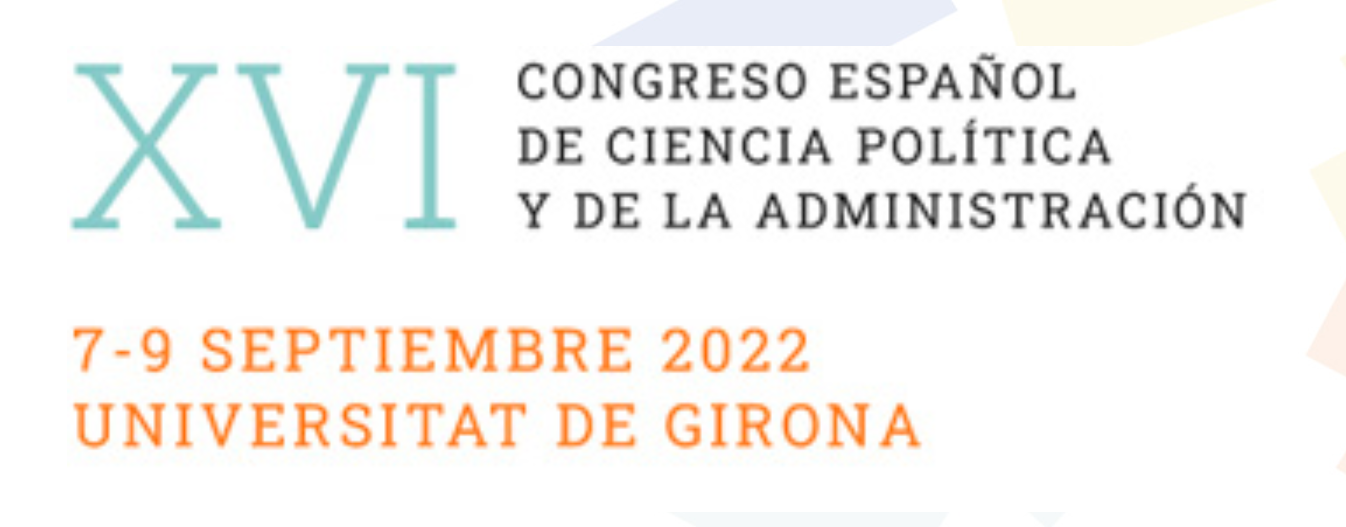 XVI
CONGRESO ESPAÑOL
DE CIENCIA POLÍTICA
Y DE LA ADMINISTRACIÓN
7-9 SEPTIEMBRE 2022
UNIVERSITAT DE GIRONA